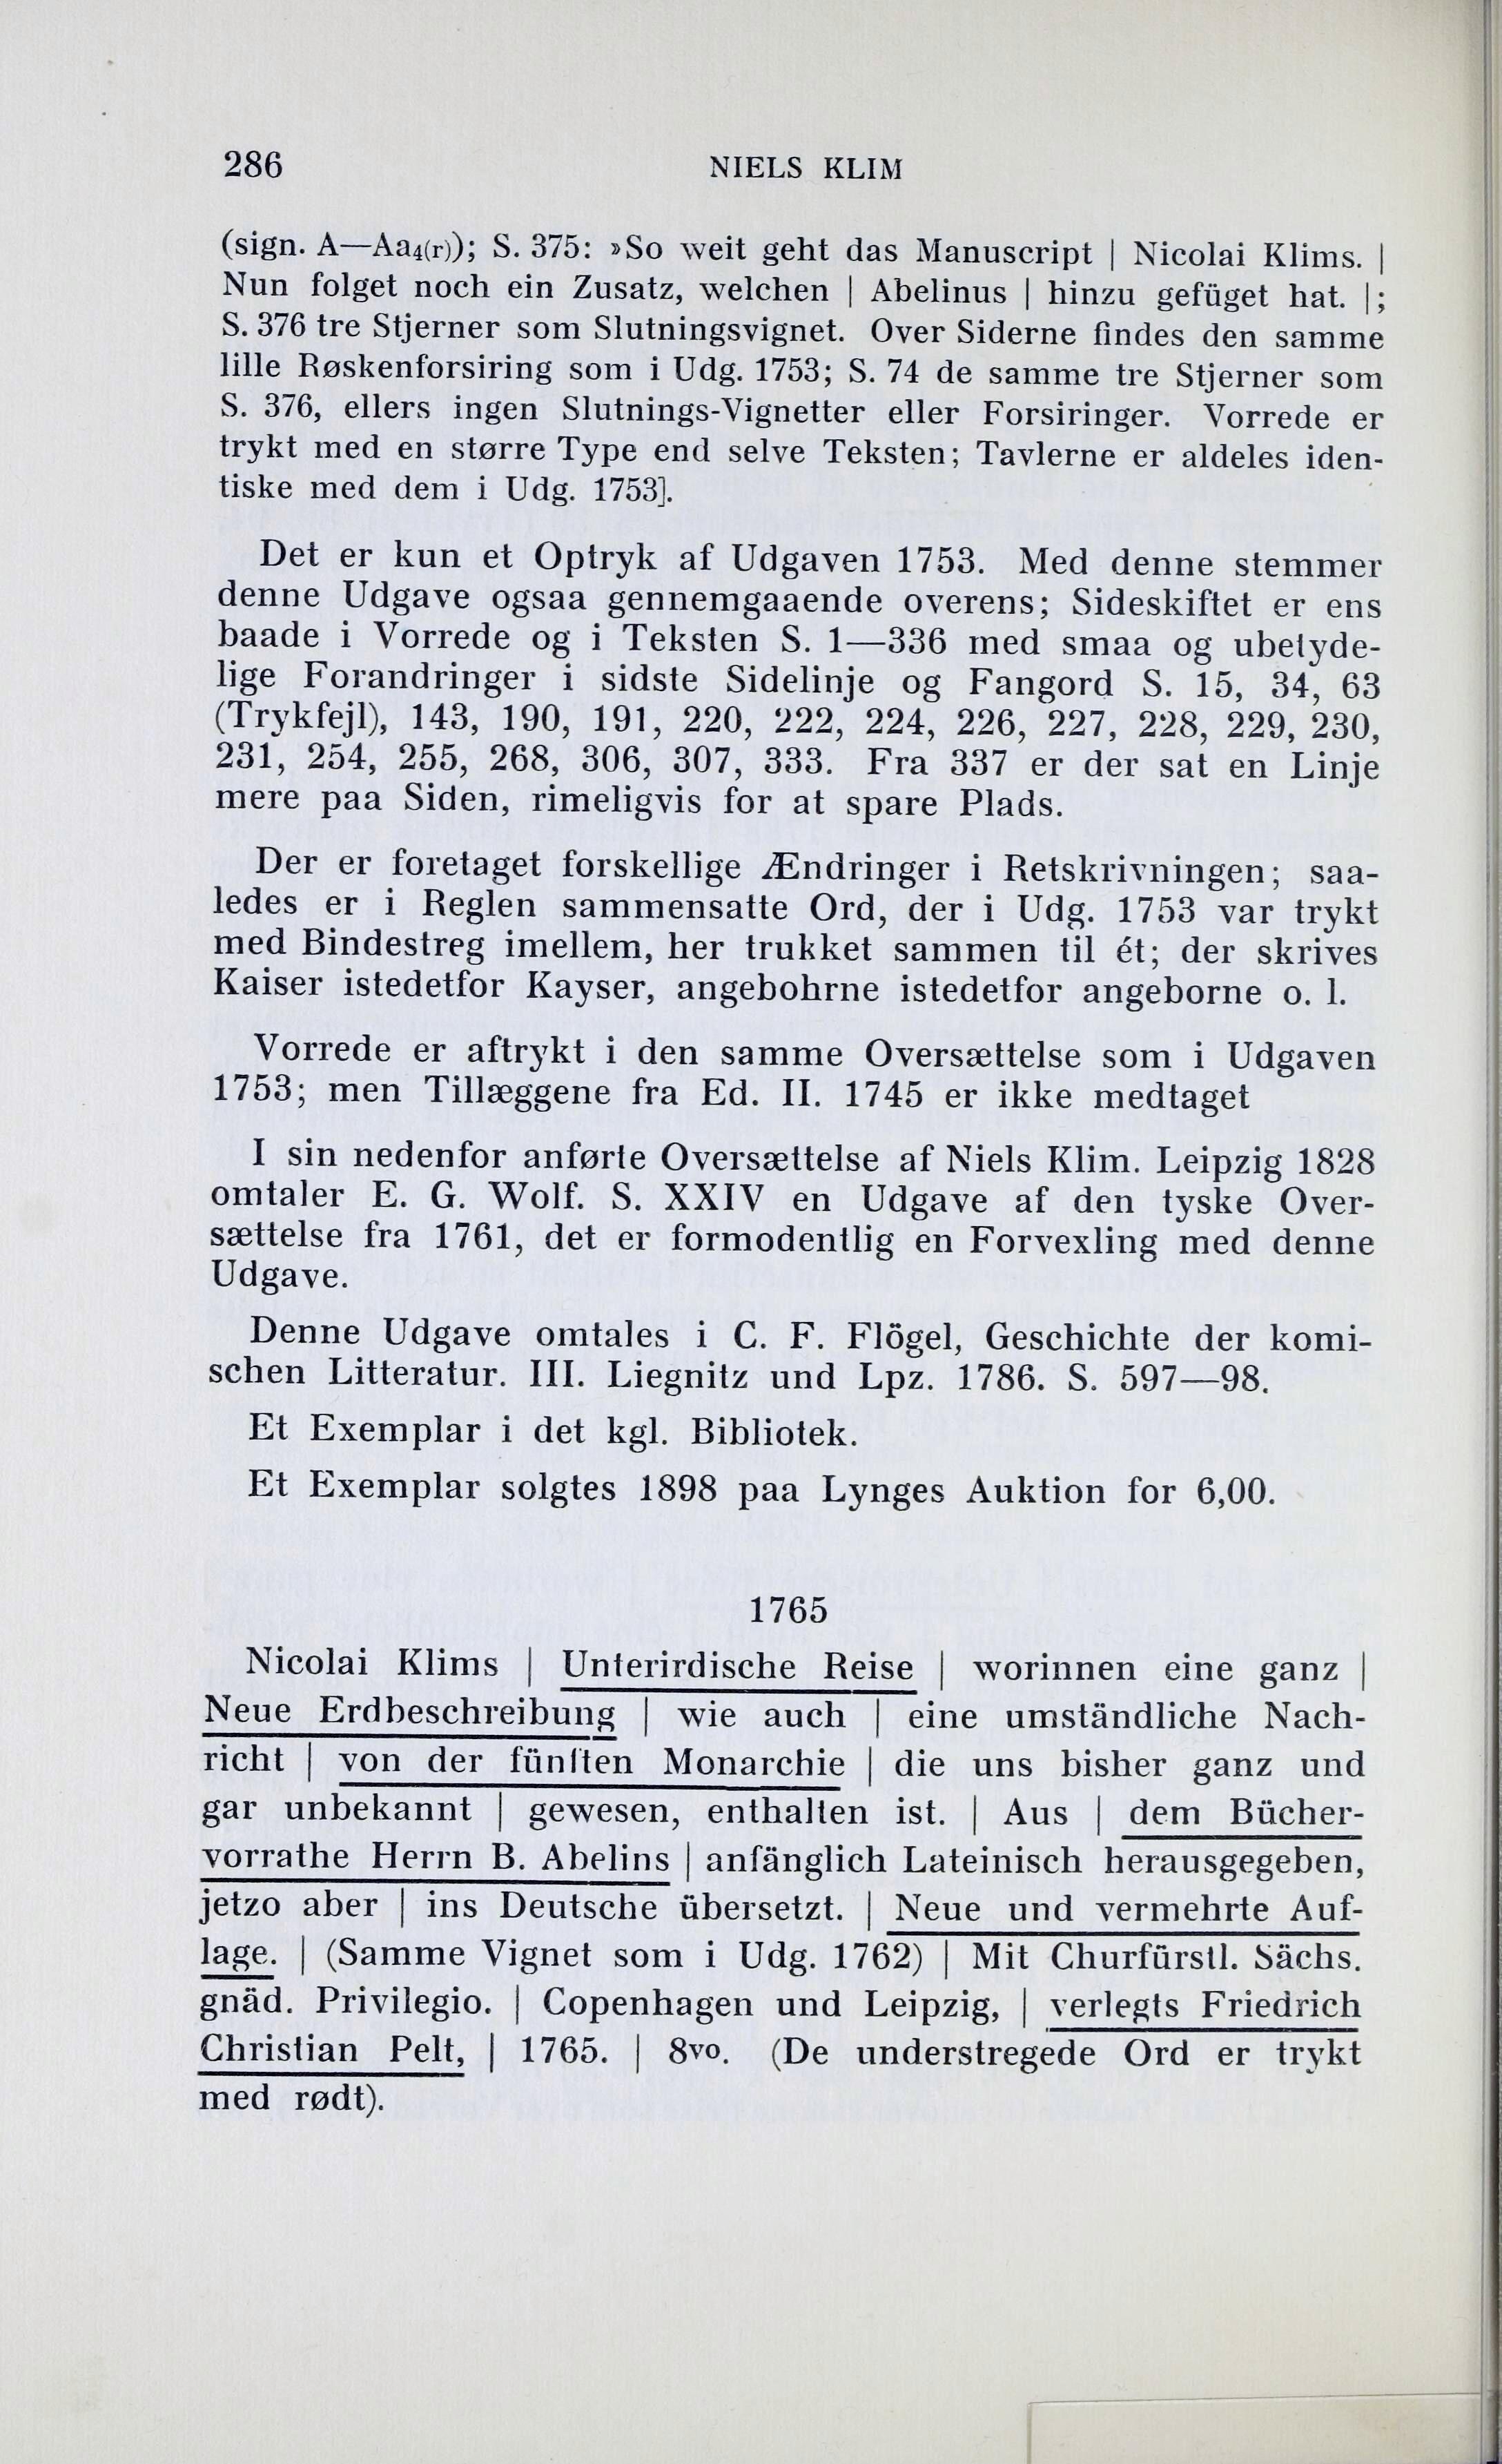 286
NIELS KLIM
(sign. A—Aa4(r)); S. 375: »So weit geht das Manuscript | Nicolai Klims. |
Nun folget noch ein Zusatz, welchen | Abelinus | hinzu gefüget hat. |;
S. 376 tre Stjerner som Slutningsvignet. Over Siderne findes den samme
lille Røskenforsiring som i Udg. 1753; S. 74 de samme tre Stjerner som
S. 376, ellers ingen Slutnings-Vignetter eller Forsiringer. Vorrede er
trykt med en større Type end selve Teksten; Tavlerne er aldeles iden-
tiske med dem i Udg. 1753].
Det er kun et Optryk af Udgaven 1753. Med denne stemmer
denne Udgave ogsaa gennemgaaende overens; Sideskiftet er ens
baade i Vorrede og i Teksten S. 1—336 med smaa og ubetyde-
lige Forandringer i sidste Sidelinje og Fangord S. 15, 34, 63
(Trykfejl), 143, 190, 191, 220, 222, 224, 226, 227, 228, 229, 230,
231, 254, 255, 268, 306, 307, 333. Fra 337 er der sat en Linje
mere paa Siden, rimeligvis for at spare Plads.
Der er foretaget forskellige Ændringer i Retskrivningen; saa-
ledes er i Reglen sammensatte Ord, der i Udg. 1753 var trykt
med Bindestreg imellem, her trukket sammen til ét; der skrives
Kaiser istedetfor Kayser, angebohrne istedetfor angeborne o. l.
Vorrede er aftrykt i den samme Oversættelse som i Udgaven
1753; men Tillæggene fra Ed. II. 1745 er ikke medtaget
I sin nedenfor anførte Oversættelse af Niels Klim. Leipzig 1828
omtaler E. G. Wolf. S. XXIV en Udgave af den tyske Over-
sættelse fra 1761, det er formodentlig en Forvexling med denne
Udgave.
Denne Udgave omtales i C. F. Flögel, Geschichte der komi-
schen Litteratur. III. Liegnitz und Lpz. 1786. S. 597—98.
Et Exemplar i det kgl. Bibliotek.
Et Exemplar solgtes 1898 paa Lynges Auktion for 6,00.
1765
Nicolai Klims | Unterirdische Reise | worinnen eine ganz |
Neue Erdbeschreibung | wie auch | eine umständliche Nach-
richt | von der fünften Monarchie | die uns bisher ganz und
gar unbekannt | gewesen, enthalten ist. | Aus | dem Bücher-
vorrathe Herrn B. Abelins | anfänglich Lateinisch herausgegeben,
jetzo aber | ins Deutsche übersetzt. | Neue und vermehrte Auf-
lage. | (Samme Vignet som i Udg. 1762) | Mit Churfürstl. Sächs.
gnäd. Privilegio. | Copenhagen und Leipzig, | verlegts Friedrich
Christian Pelt, | 1765. | 8vo. (De understregede Ord er trykt
med rødt).